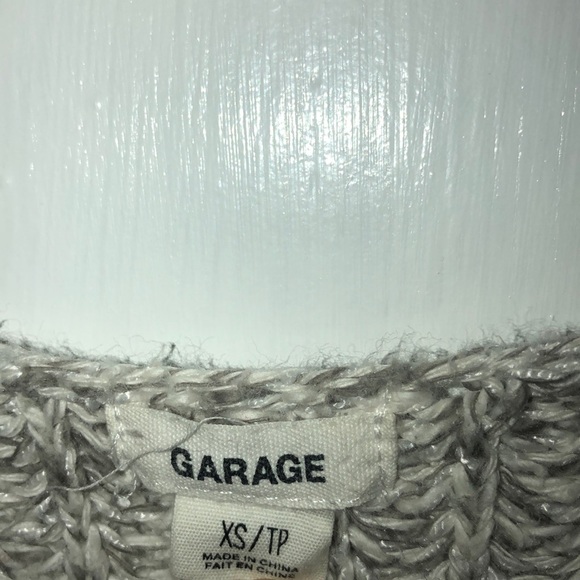 GARAGE
XS/TP
MADE IN CHINA
FAIT EN CHINE